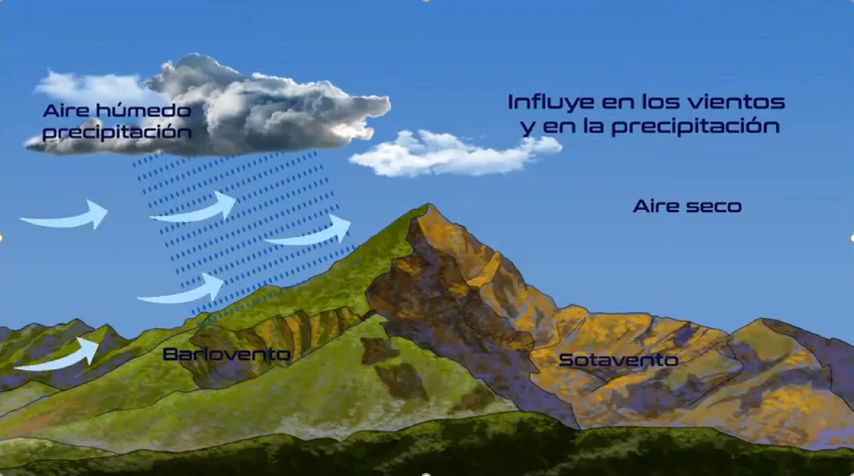 Aire húmedo
precipitación
Influye en los vientos
y en la precipitación
Aire seco
Barlovento
Sotavento